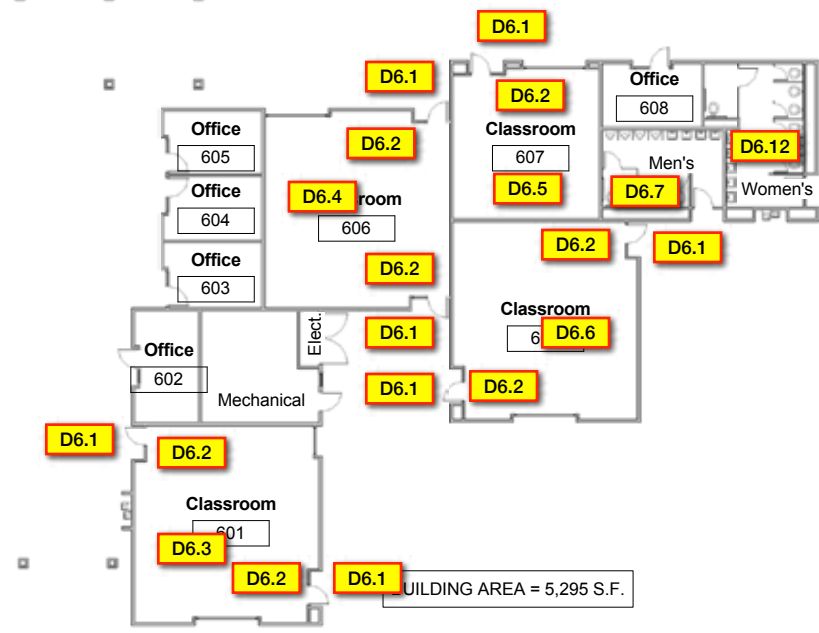 D6.1
D6.1
Office
608
D6.2
Classroom
607
D6.5
Office
605
D6.2
D6.12
Men's
Women's
D6.7
Office
604
D6.4 room
606
D6.2
D6.1
D6.2
Office
603
D6.1
Elect.
Classroom
6 D6.6
Office
602
Mechanical
D6.1
D6.2
D6.1
D6.2
Classroom
601
D6.3
D6.2
D6.1
UILDING AREA = 5,295 S.F.